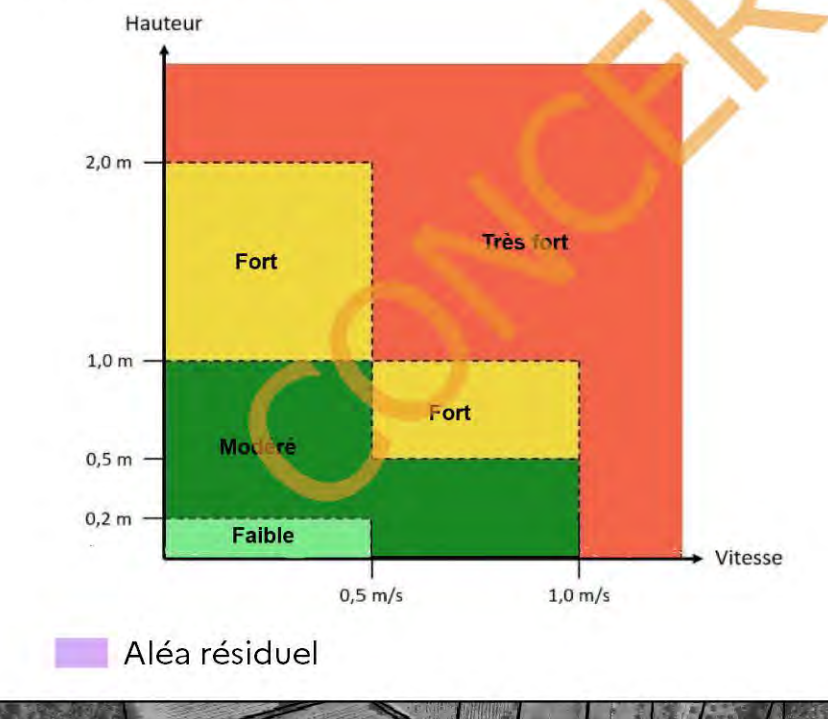 Hauteur
2,0 m
Très fort
Fort
1,0 m
Fort
Modéré
0,5 m
0,2 m
Faible
Vitesse
0,5 m/s
1,0 m/s
Aléa résiduel
CONCER